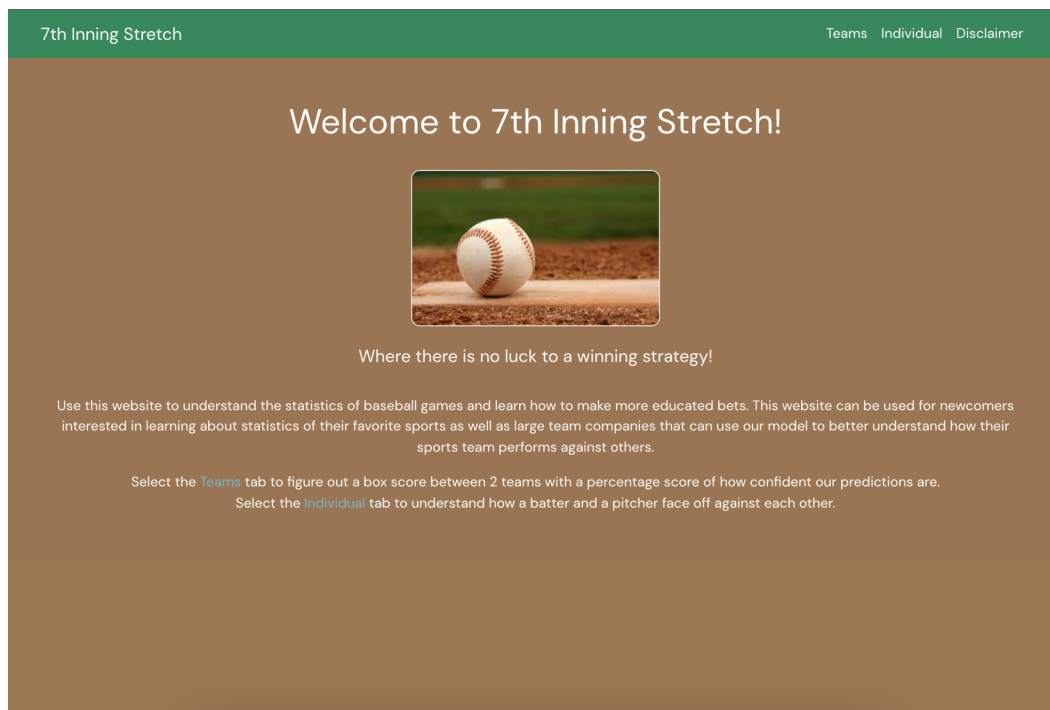 7th Inning Stretch
Teams Individual Disclaimer
Welcome to 7th Inning Stretch!
Where there is no luck to a winning strategy!
Use this website to understand the statistics of baseball games and learn how to make more educated bets. This website can be used for newcomers
interested in learning about statistics of their favorite sports as well as large team companies that can use our model to better understand how their
sports team performs against others.
Select the Teams tab to figure out a box score between 2 teams with a percentage score of how confident our predictions are.
Select the Individual tab to understand how a batter and a pitcher face off against each other.